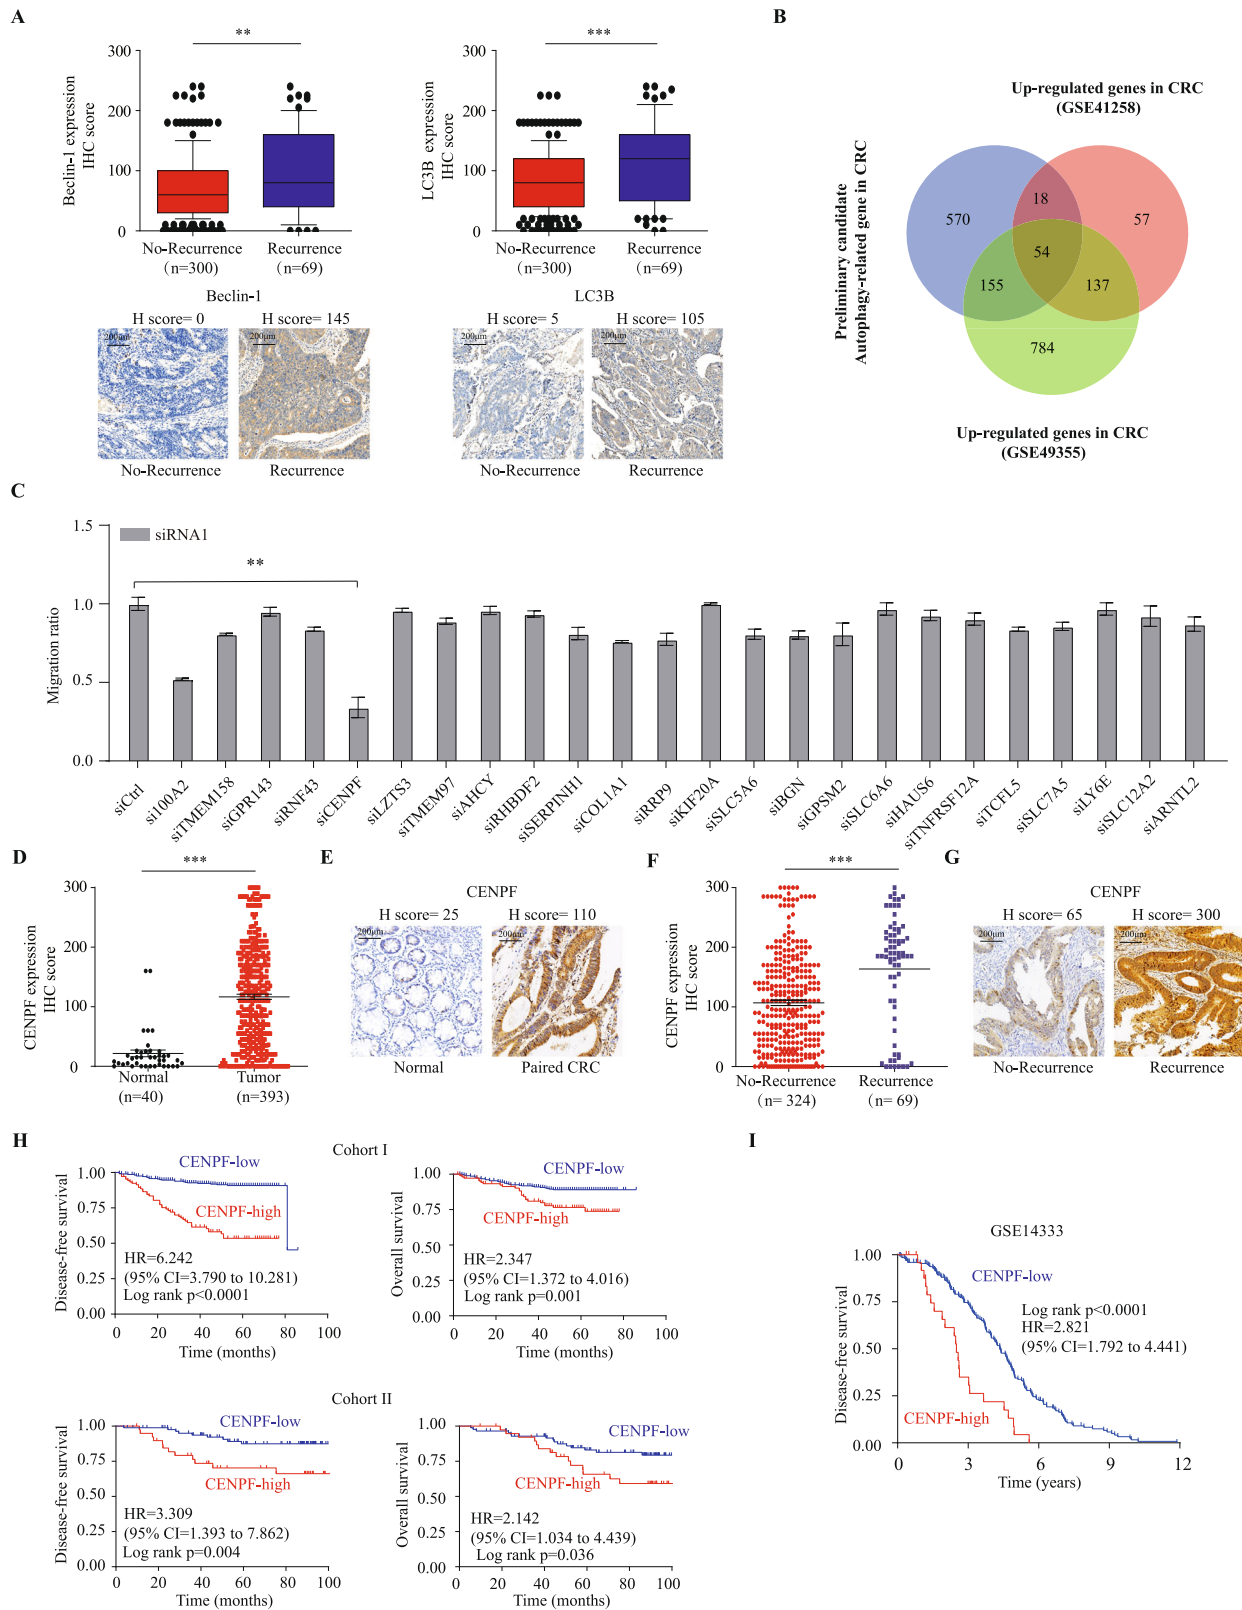 A
**
300
200
100
0
Beclin-1 expression
IHC score
No-Recurrence
(n=300)
Recurrence
(n=69)
Beclin-1
H score= 0
H score= 145
200μm
200μm
No-Recurrence
Recurrence
***
300
200
100
0
LC3B expression
IHC score
No-Recurrence
(n=300)
Recurrence
(n=69)
LC3B
H score= 5
H score= 105
200μm
200μm
No-Recurrence
Recurrence
B
Up-regulated genes in CRC
(GSE41258)
Preliminary candidate
Autophagy-related gene in CRC
570
18
57
54
155
137
784
Up-regulated genes in CRC
(GSE49355)
C
1.5
1.0
0.5
0.0
Migration ratio
siRNA1
**
siCtrl
si100A2
siTMEM158
siGPR143
siRNF43
siCENPF
siLZTS3
siTMEM97
siAHCY
siRHBDF2
siSERPINH1
siCOL1A1
siRRP9
siKIF20A
siSLC5A6
siBGN
siGPSM2
siSLC6A6
siHAUS6
siTNFRSF12A
siTCFL5
siSLC7A5
siLY6E
siSLC12A2
siARNTL2
D
***
300
200
100
0
CENPF expression
IHC score
Normal
(n=40)
Tumor
(n=393)
E
CENPF
H score= 25
H score= 110
200μm
200μm
Normal
Paired CRC
F
***
300
200
100
0
CENPF expression
IHC score
No-Recurrence
(n= 324)
Recurrence
(n= 69)
G
CENPF
H score= 65
H score= 300
200μm
200μm
No-Recurrence
Recurrence
H
Cohort I
1.00
0.75
0.50
0.25
0.00
Disease-free survival
CENPF-low
CENPF-high
HR=6.242
(95% CI=3.790 to 10.281)
Log rank p<0.0001
0 20 40 60 80 100
Time (months)
1.00
0.75
0.50
0.25
0.00
Overall survival
CENPF-low
CENPF-high
HR=2.347
(95% CI=1.372 to 4.016)
Log rank p=0.001
0 20 40 60 80 100
Time (months)
Cohort II
1.00
0.75
0.50
0.25
0.00
Disease-free survival
CENPF-low
CENPF-high
HR=3.309
(95% CI=1.393 to 7.862)
Log rank p=0.004
0 20 40 60 80 100
Time (months)
1.00
0.75
0.50
0.25
0.00
Overall survival
CENPF-low
CENPF-high
HR=2.142
(95% CI=1.034 to 4.439)
Log rank p=0.036
0 20 40 60 80 100
Time (months)
I
GSE14333
1.00
0.75
0.50
0.25
0.00
Disease-free survival
CENPF-low
CENPF-high
Log rank p<0.0001
HR=2.821
(95% CI=1.792 to 4.441)
0 3 6 9 12
Time (years)